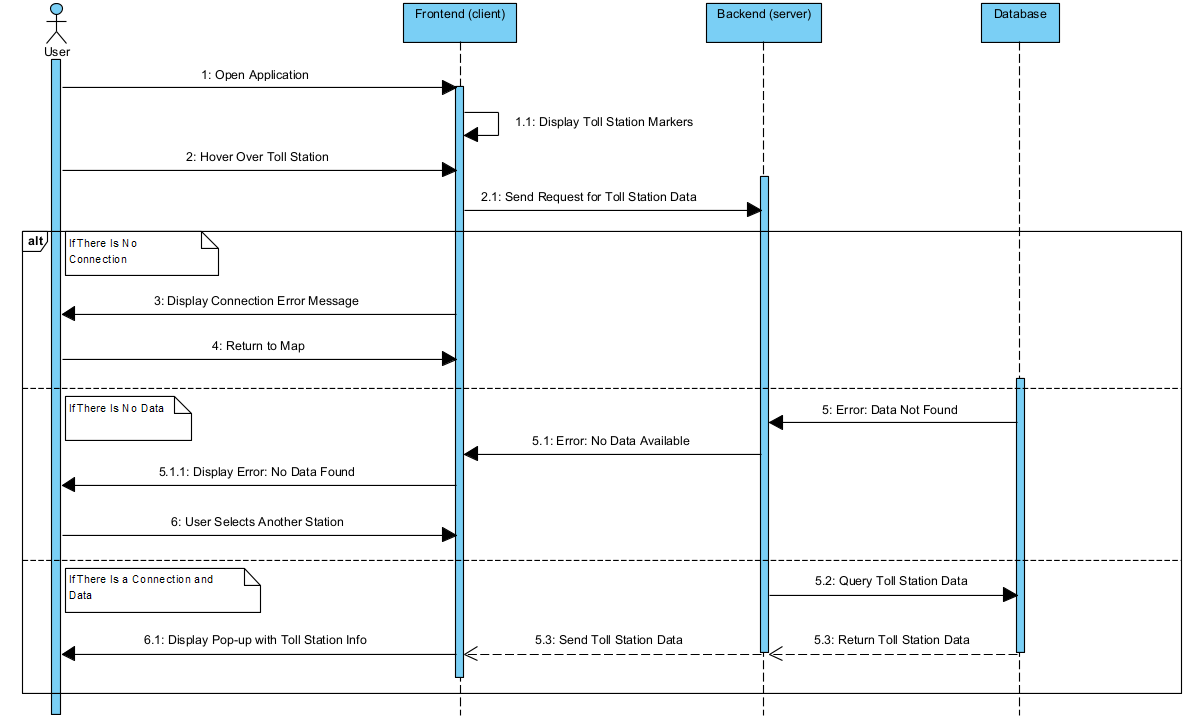 User
Frontend (client)
Backend (server)
Database
1: Open Application
1.1: Display Toll Station Markers
2: Hover Over Toll Station
2.1: Send Request for Toll Station Data
alt
If There Is No
Connection
3: Display Connection Error Message
4: Return to Map
If There Is No Data
5: Error: Data Not Found
5.1: Error: No Data Available
5.1.1: Display Error: No Data Found
6: User Selects Another Station
If There Is a Connection and
Data
5.2: Query Toll Station Data
6.1: Display Pop-up with Toll Station Info
5.3: Send Toll Station Data
5.3: Return Toll Station Data